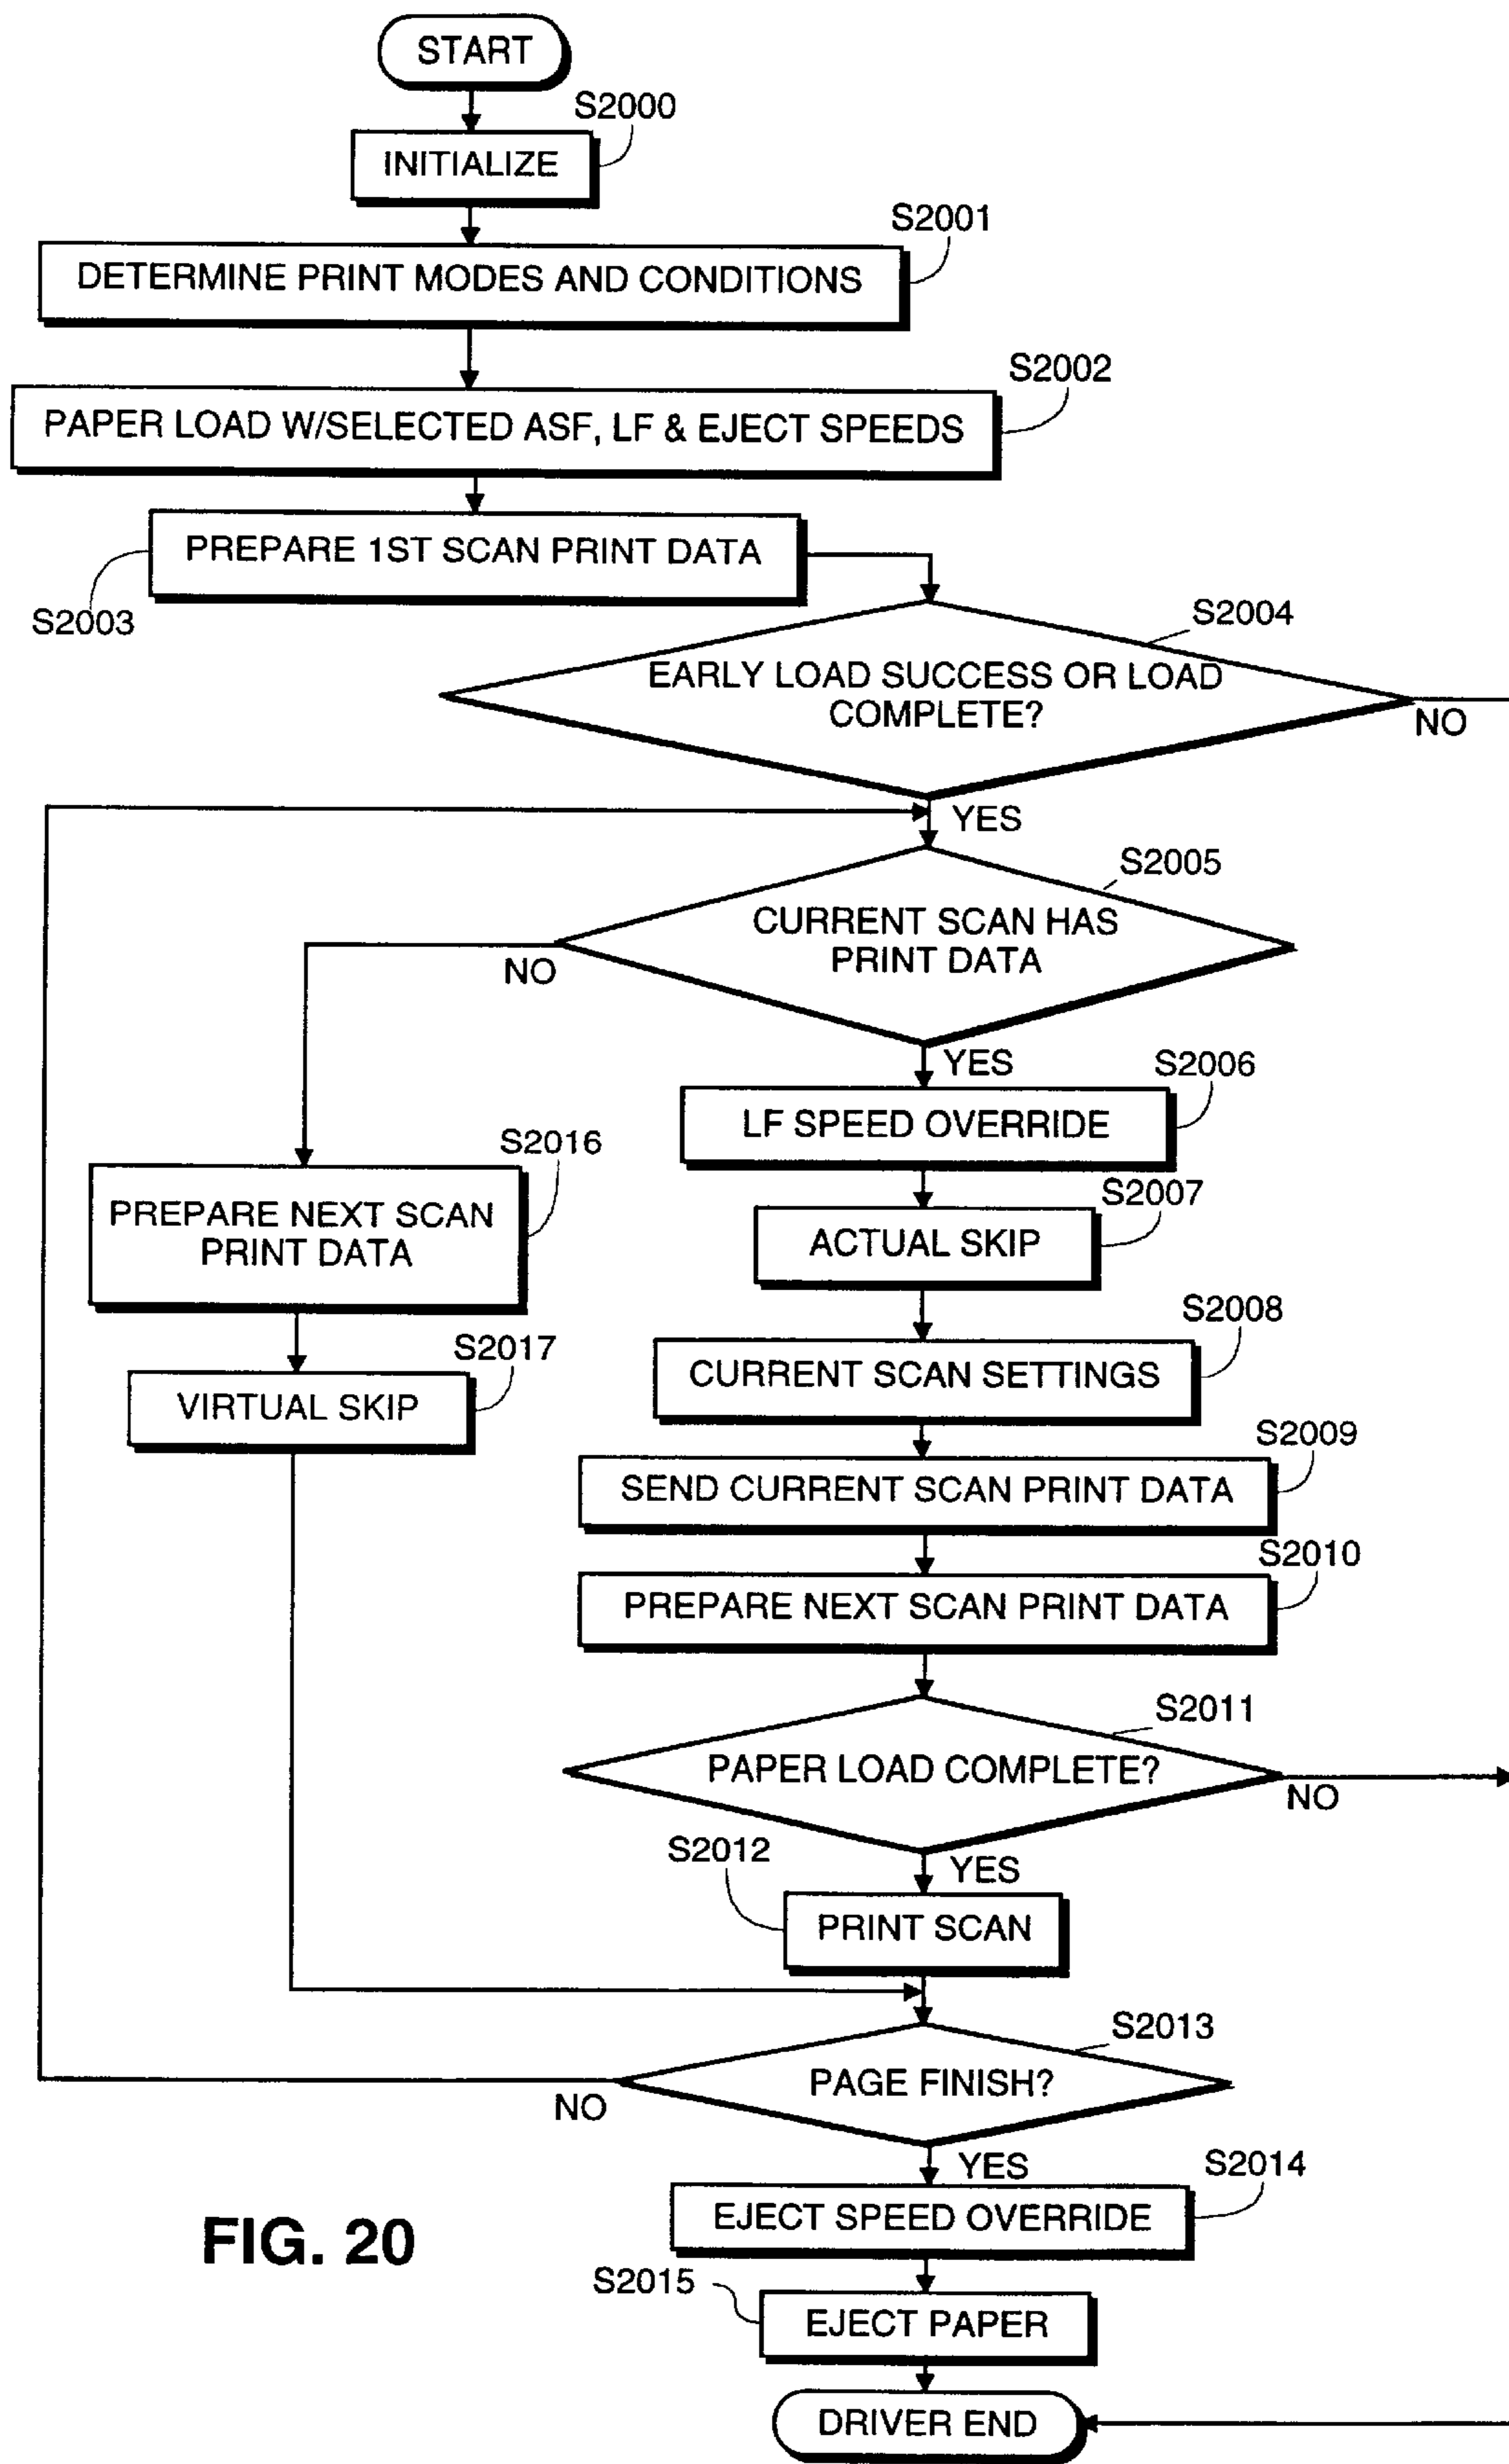 START
S2000
INITIALIZE
S2001
DETERMINE PRINT MODES AND CONDITIONS
S2002
PAPER LOAD W/SELECTED ASF, LF & EJECT SPEEDS
PREPARE 1ST SCAN PRINT DATA
S2003
S2004
EARLY LOAD SUCCESS OR LOAD
COMPLETE?
NO
YES
S2005
CURRENT SCAN HAS
PRINT DATA
NO
YES
S2006
LF SPEED OVERRIDE
S2016
PREPARE NEXT SCAN
PRINT DATA
S2007
ACTUAL SKIP
S2017
VIRTUAL SKIP
S2008
CURRENT SCAN SETTINGS
S2009
SEND CURRENT SCAN PRINT DATA
S2010
PREPARE NEXT SCAN PRINT DATA
S2011
PAPER LOAD COMPLETE?
NO
S2012
YES
PRINT SCAN
S2013
PAGE FINISH?
NO
YES
S2014
EJECT SPEED OVERRIDE
FIG. 20
S2015
EJECT PAPER
DRIVER END